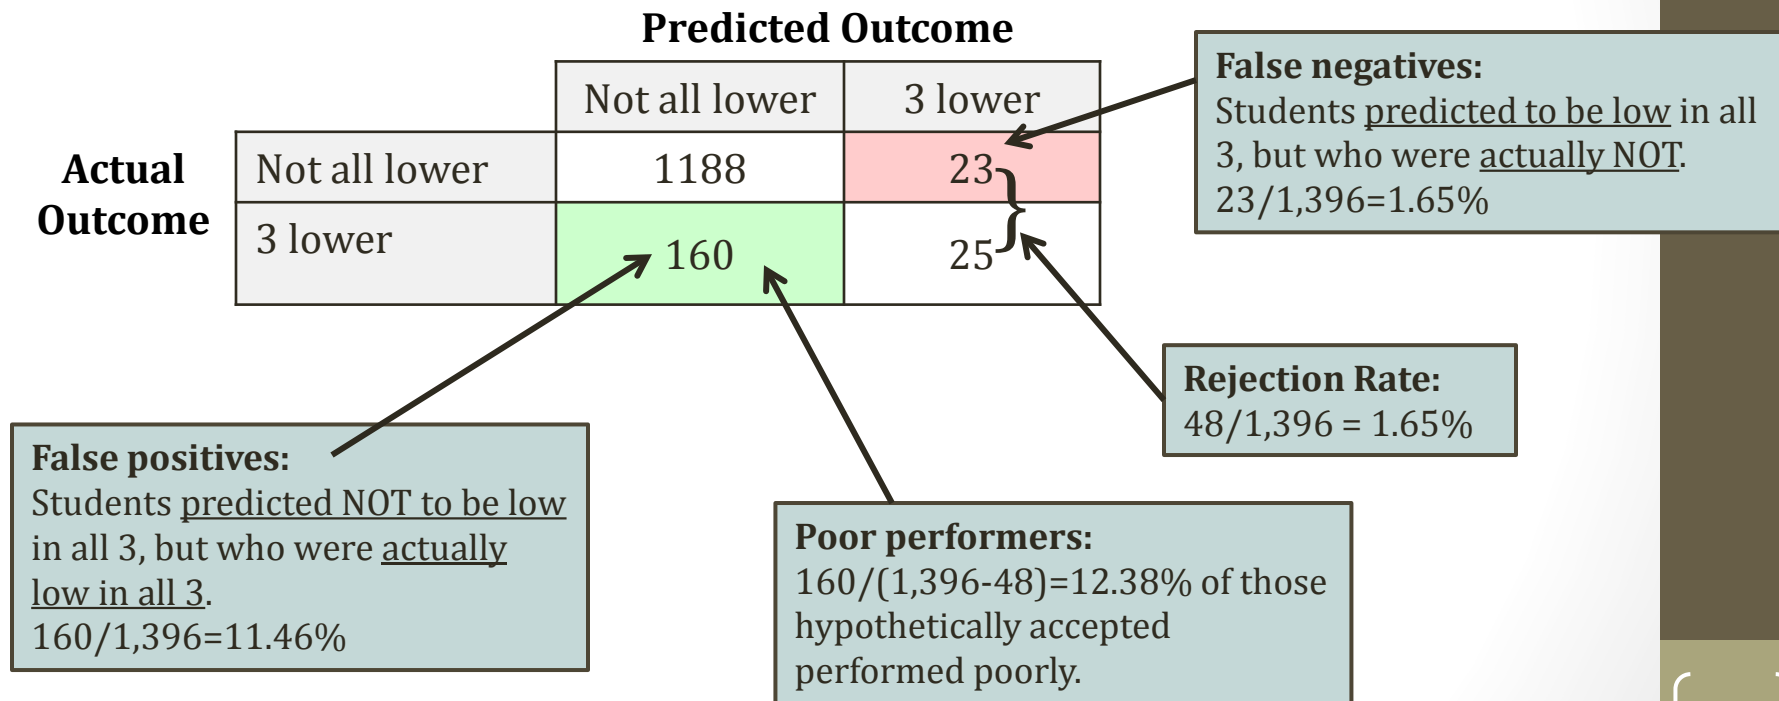 Predicted Outcome
Not all lower
3 lower
Actual
Outcome
Not all lower
1188
23
3 lower
160
25
False negatives:
Students predicted to be low in all
3, but who were actually NOT.
23/1,396=1.65%
Rejection Rate:
48/1,396 = 1.65%
False positives:
Students predicted NOT to be low
in all 3, but who were actually
low in all 3.
160/1,396=11.46%
Poor performers:
160/(1,396-48)=12.38% of those
hypothetically accepted
performed poorly.